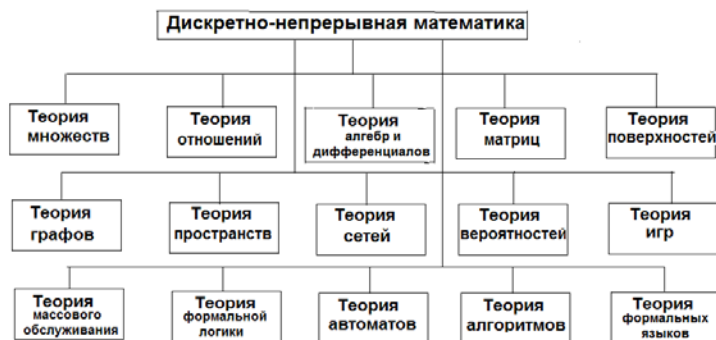 Дискретно-непрерывная математика
Теория
множеств
Теория
отношений
Теория
алгебр и
дифференциалов
Теория
матриц
Теория
поверхностей
Теория
графов
Теория
пространств
Теория
сетей
Теория
вероятностей
Теория
игр
Теория
массового
обслуживания
Теория
формальной
логики
Теория
автоматов
Теория
алгоритмов
Теория
формальных
языков